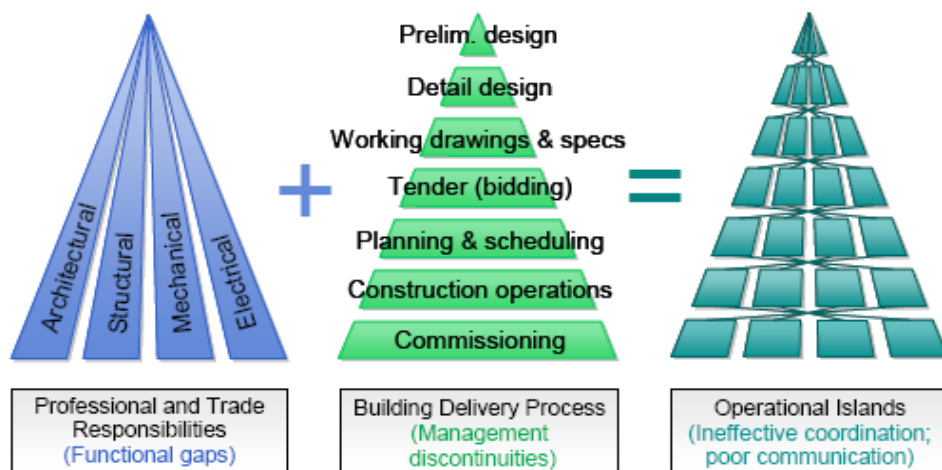 Architectural
Structural
Mechanical
Electrical
+
Prelim. design
Detail design
Working drawings & specs
Tender (bidding)
Planning & scheduling
Construction operations
Commissioning
=
Professional and Trade
Responsibilities
(Functional gaps)
Building Delivery Process
(Management
discontinuities)
Operational Islands
(Ineffective coordination;
poor communication)